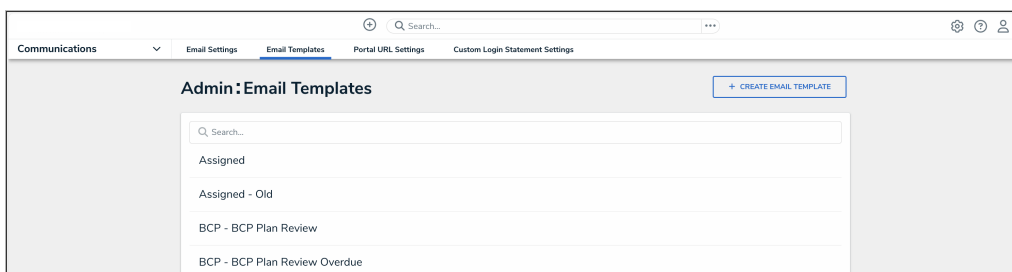 Search...
Communications
Email Settings
Email Templates
Portal URL Settings
Custom Login Statement Settings
Admin:Email Templates
+ CREATE EMAIL TEMPLATE
Search...
Assigned
Assigned - Old
BCP - BCP Plan Review
BCP - BCP Plan Review Overdue